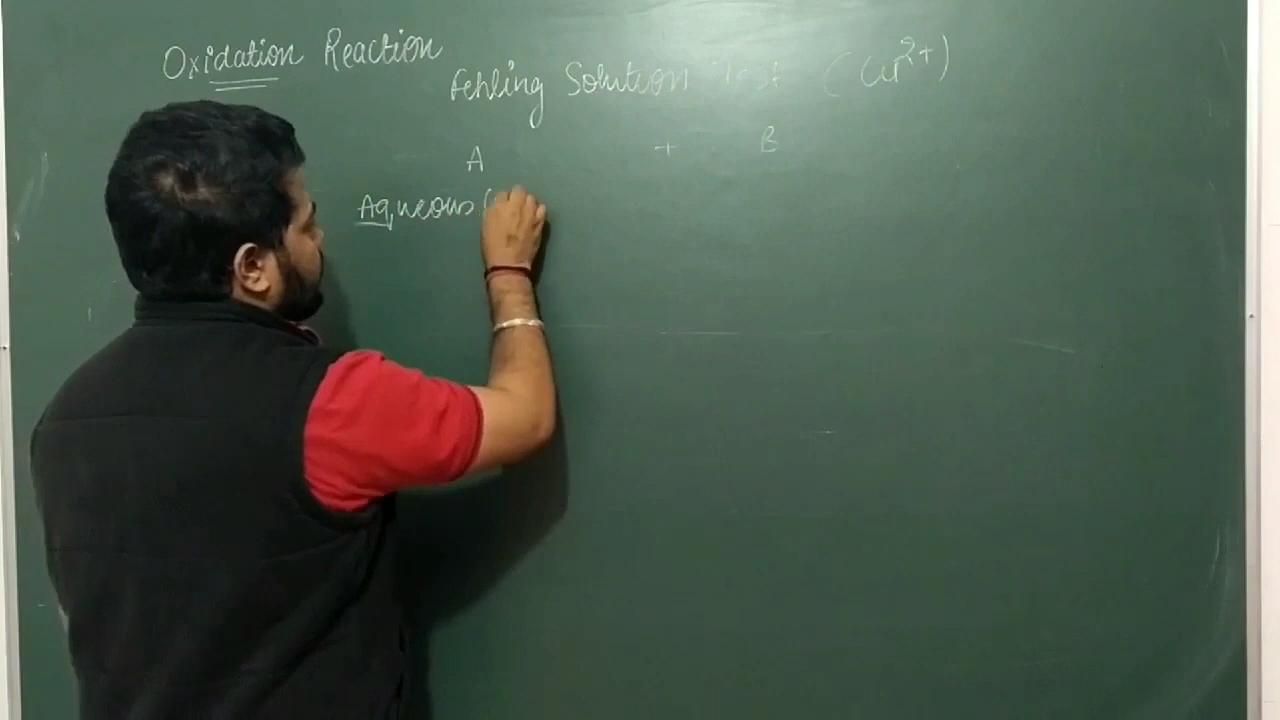 Oxidation Reaction
Fehling Solution Test (Cu²⁺)
A + B
Aqueous (